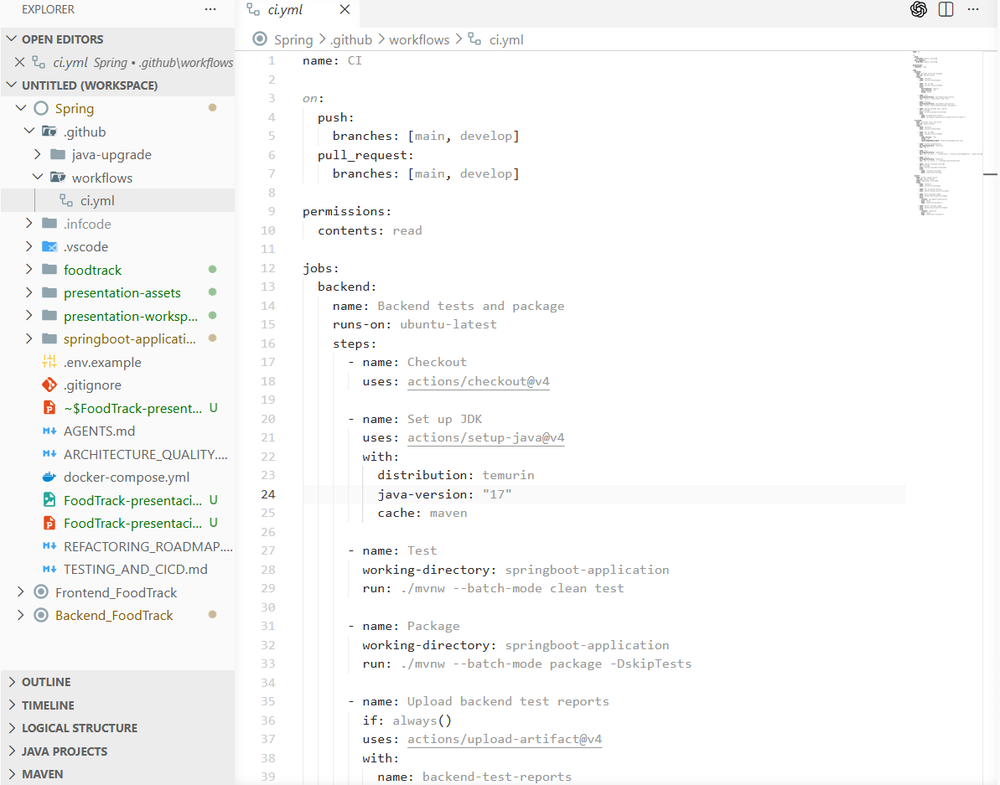 EXPLORER
OPEN EDITORS
ci.yml Spring • .github\workflows
UNTITLED (WORKSPACE)
Spring
.github
java-upgrade
workflows
ci.yml
.infcode
.vscode
foodtrack
presentation-assets
presentation-worksp...
springboot-applicati...
.env.example
.gitignore
~$FoodTrack-present... U
AGENTS.md
ARCHITECTURE_QUALITY....
docker-compose.yml
FoodTrack-presentaci... U
FoodTrack-presentaci... U
REFACTORING_ROADMAP....
TESTING_AND_CICD.md
Frontend_FoodTrack
Backend_FoodTrack
OUTLINE
TIMELINE
LOGICAL STRUCTURE
JAVA PROJECTS
MAVEN
ci.yml
Spring > .github > workflows > ci.yml
1 name: CI
2
3 on:
4 push:
5 branches: [main, develop]
6 pull_request:
7 branches: [main, develop]
8
9 permissions:
10 contents: read
11
12 jobs:
13 backend:
14 name: Backend tests and package
15 runs-on: ubuntu-latest
16 steps:
17 - name: Checkout
18 uses: actions/checkout@v4
19
20 - name: Set up JDK
21 uses: actions/setup-java@v4
22 with:
23 distribution: temurin
24 java-version: "17"
25 cache: maven
26
27 - name: Test
28 working-directory: springboot-application
29 run: ./mvnw --batch-mode clean test
30
31 - name: Package
32 working-directory: springboot-application
33 run: ./mvnw --batch-mode package -DskipTests
34
35 - name: Upload backend test reports
36 if: always()
37 uses: actions/upload-artifact@v4
38 with:
39 name: backend-test-reports